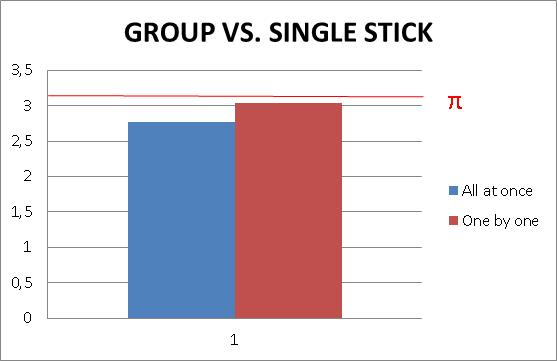 GROUP VS. SINGLE STICK
3,5
3
2,5
2
1,5
1
0,5
0
1
π
All at once
One by one